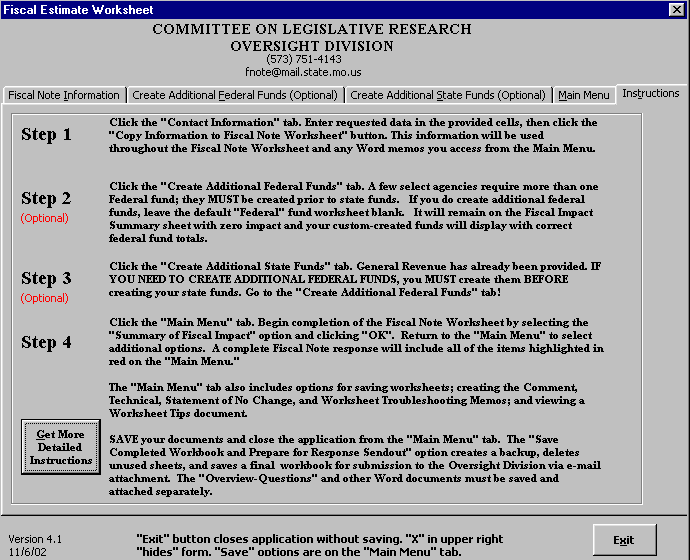 Fiscal Estimate Worksheet
COMMITTEE ON LEGISLATIVE RESEARCH
OVERSIGHT DIVISION
(573) 751-4143
fnote@mail.state.mo.us
Fiscal Note Information
Create Additional Federal Funds (Optional)
Create Additional State Funds (Optional)
Main Menu
Instructions
Step 1
Click the "Contact Information" tab. Enter requested data in the provided cells, then click the
"Copy Information to Fiscal Note Worksheet" button. This information will be used
throughout the Fiscal Note Worksheet and any Word memos you access from the Main Menu.
Step 2
(Optional)
Click the "Create Additional Federal Funds" tab. A few select agencies require more than one
Federal fund; they MUST be created prior to state funds. If you do create additional federal
funds, leave the default "Federal" fund worksheet blank. It will remain on the Fiscal Impact
Summary sheet with zero impact and your custom-created funds will display with correct
federal fund totals.
Step 3
(Optional)
Click the "Create Additional State Funds" tab. General Revenue has already been provided. IF
YOU NEED TO CREATE ADDITIONAL FEDERAL FUNDS, you MUST create them BEFORE
creating your state funds. Go to the "Create Additional Federal Funds" tab!
Step 4
Click the "Main Menu" tab. Begin completion of the Fiscal Note Worksheet by selecting the
"Summary of Fiscal Impact" option and clicking "OK". Return to the "Main Menu" to select
additional options. A complete Fiscal Note response will include all of the items highlighted in
red on the "Main Menu."
The "Main Menu" tab also includes options for saving worksheets; creating the Comment,
Technical, Statement of No Change, and Worksheet Troubleshooting Memos; and viewing a
Worksheet Tips document.
Get More
Detailed
Instructions
SAVE your documents and close the application from the "Main Menu" tab. The "Save
Completed Workbook and Prepare for Response Sendout" option creates a backup, deletes
unused sheets, and saves a final workbook for submission to the Oversight Division via e-mail
attachment. The "Overview-Questions" and other Word documents must be saved and
attached separately.
Version 4.1
11/6/02
"Exit" button closes application without saving. "X" in upper right
"hides" form. "Save" options are on the "Main Menu" tab.
Exit